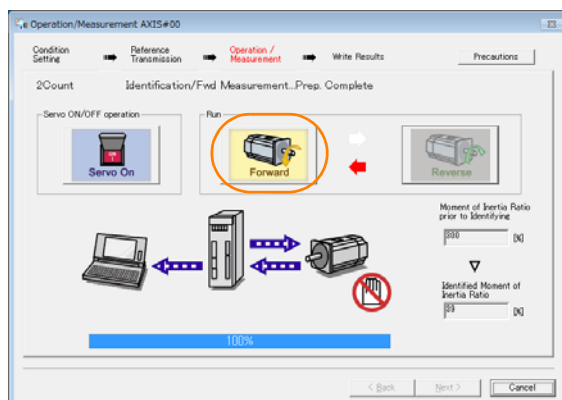 Operation/Measurement AXIS#00
Condition Setting
Reference Transmission
Operation / Measurement
Write Results
Precautions
2Count Identification/Fwd Measurement..Prep. Complete
Servo ON/OFF operation
Run
Servo On
Forward
Reverse
Moment of Inertia Ratio
prior to Identifying
300 [%]
Identified Moment of
Inertia Ratio
39 [%]
100%
< Back
Next >
Cancel